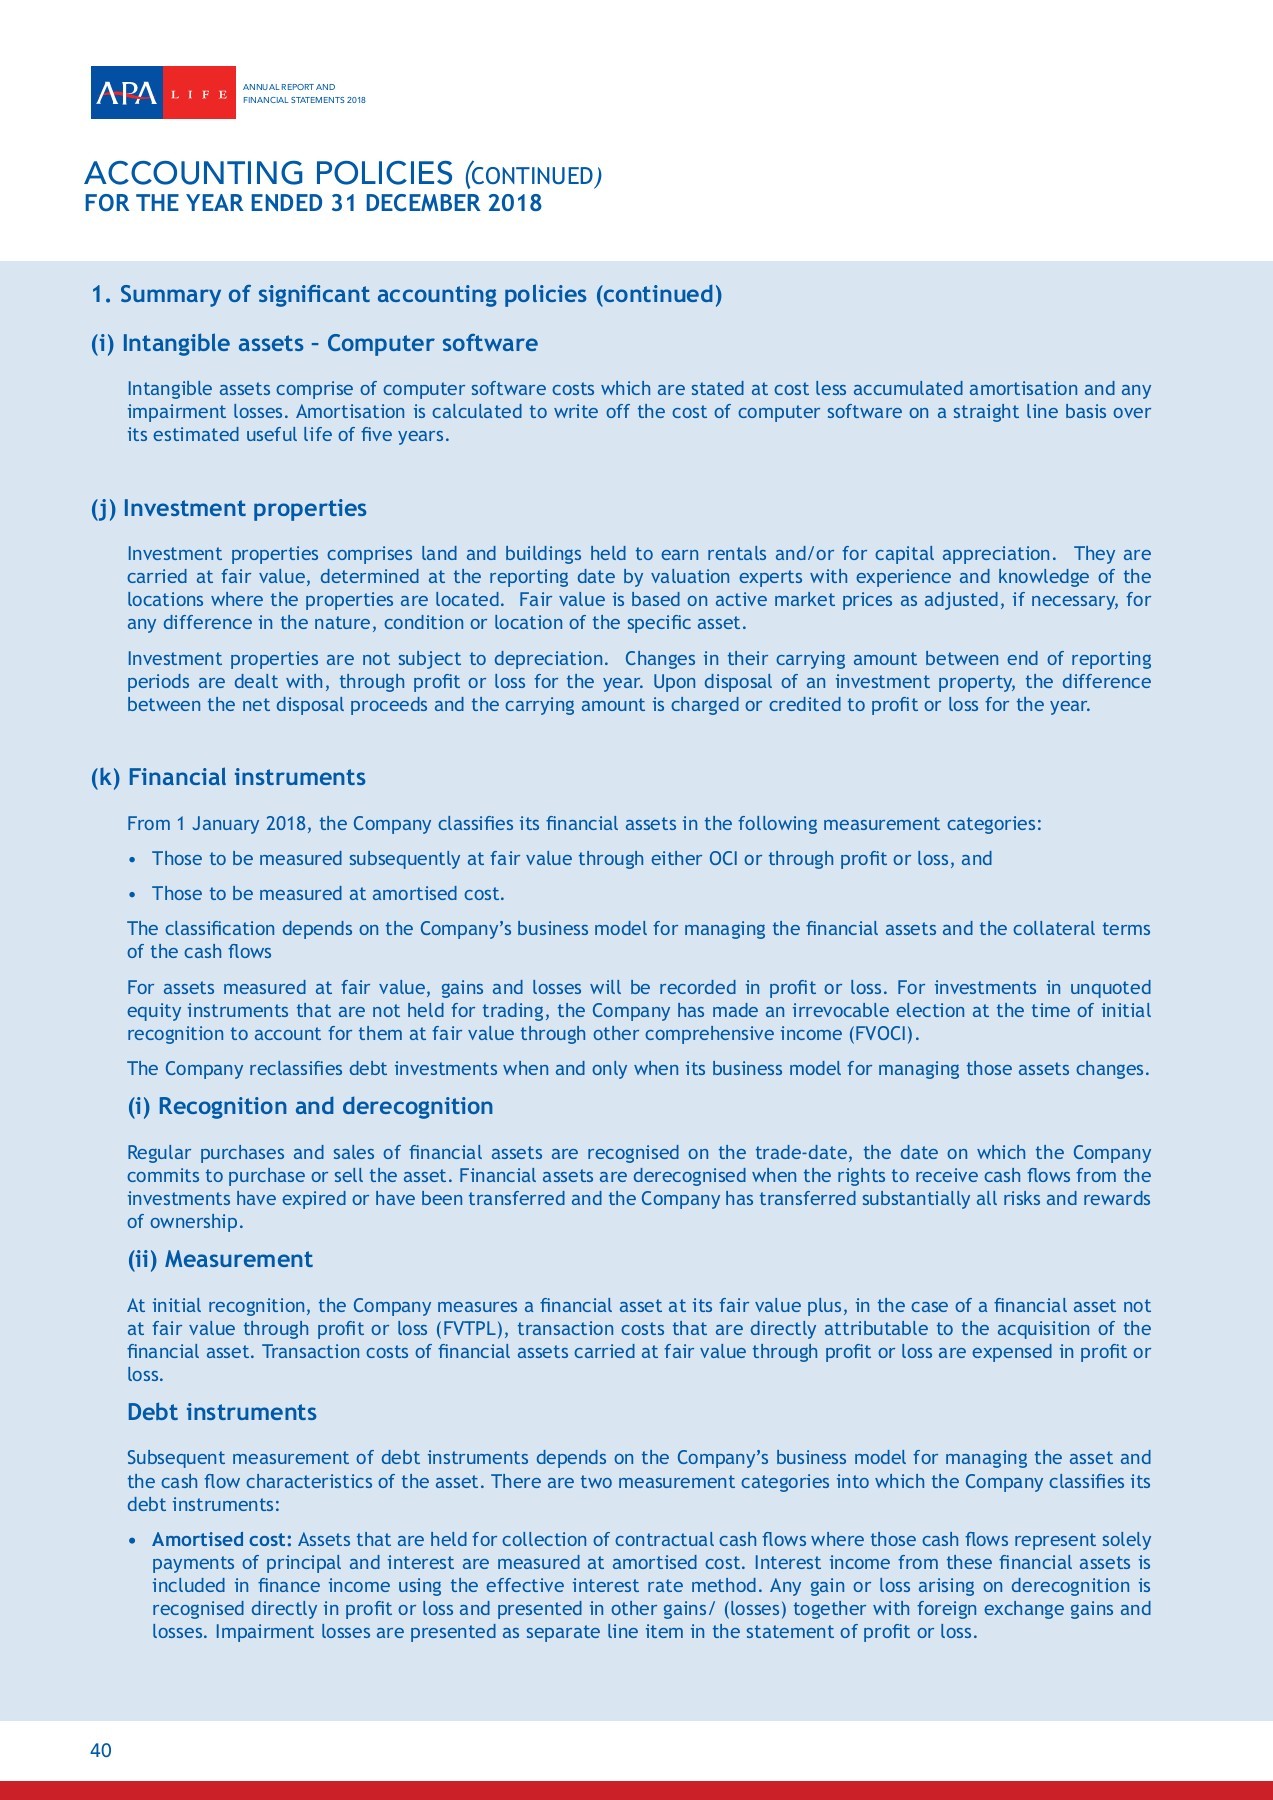 APA LIFE
ANNUAL REPORT AND
FINANCIAL STATEMENTS 2018
ACCOUNTING POLICIES (CONTINUED)
FOR THE YEAR ENDED 31 DECEMBER 2018
1. Summary of significant accounting policies (continued)
(i) Intangible assets – Computer software
Intangible assets comprise of computer software costs which are stated at cost less accumulated amortisation and any
impairment losses. Amortisation is calculated to write off the cost of computer software on a straight line basis over
its estimated useful life of five years.
(j) Investment properties
Investment properties comprises land and buildings held to earn rentals and/or for capital appreciation. They are
carried at fair value, determined at the reporting date by valuation experts with experience and knowledge of the
locations where the properties are located. Fair value is based on active market prices as adjusted, if necessary, for
any difference in the nature, condition or location of the specific asset.
Investment properties are not subject to depreciation. Changes in their carrying amount between end of reporting
periods are dealt with, through profit or loss for the year. Upon disposal of an investment property, the difference
between the net disposal proceeds and the carrying amount is charged or credited to profit or loss for the year.
(k) Financial instruments
From 1 January 2018, the Company classifies its financial assets in the following measurement categories:
• Those to be measured subsequently at fair value through either OCI or through profit or loss, and
• Those to be measured at amortised cost.
The classification depends on the Company’s business model for managing the financial assets and the collateral terms
of the cash flows
For assets measured at fair value, gains and losses will be recorded in profit or loss. For investments in unquoted
equity instruments that are not held for trading, the Company has made an irrevocable election at the time of initial
recognition to account for them at fair value through other comprehensive income (FVOCI).
The Company reclassifies debt investments when and only when its business model for managing those assets changes.
(i) Recognition and derecognition
Regular purchases and sales of financial assets are recognised on the trade-date, the date on which the Company
commits to purchase or sell the asset. Financial assets are derecognised when the rights to receive cash flows from the
investments have expired or have been transferred and the Company has transferred substantially all risks and rewards
of ownership.
(ii) Measurement
At initial recognition, the Company measures a financial asset at its fair value plus, in the case of a financial asset not
at fair value through profit or loss (FVTPL), transaction costs that are directly attributable to the acquisition of the
financial asset. Transaction costs of financial assets carried at fair value through profit or loss are expensed in profit or
loss.
Debt instruments
Subsequent measurement of debt instruments depends on the Company’s business model for managing the asset and
the cash flow characteristics of the asset. There are two measurement categories into which the Company classifies its
debt instruments:
• Amortised cost: Assets that are held for collection of contractual cash flows where those cash flows represent solely
payments of principal and interest are measured at amortised cost. Interest income from these financial assets is
included in finance income using the effective interest rate method. Any gain or loss arising on derecognition is
recognised directly in profit or loss and presented in other gains/ (losses) together with foreign exchange gains and
losses. Impairment losses are presented as separate line item in the statement of profit or loss.
40